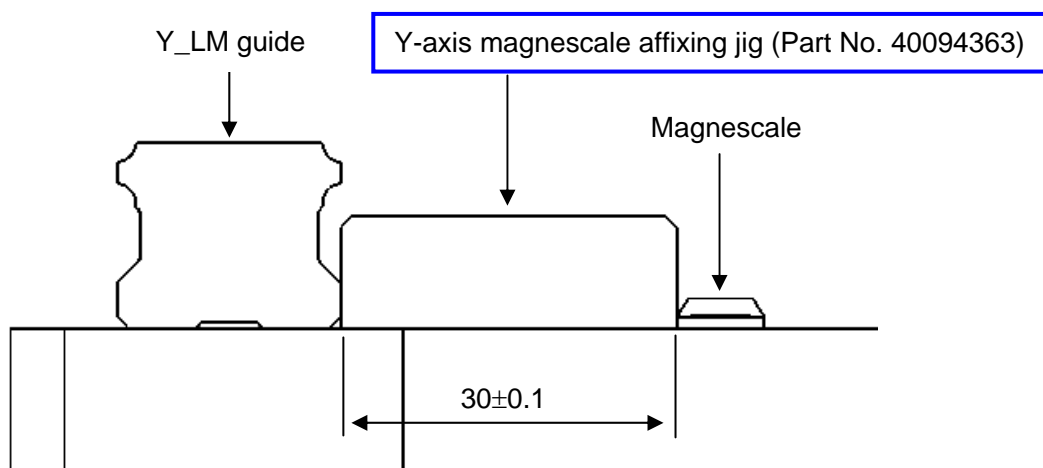 Y_LM guide
Y-axis magnescale affixing jig (Part No. 40094363)
Magnescale
30±0.1